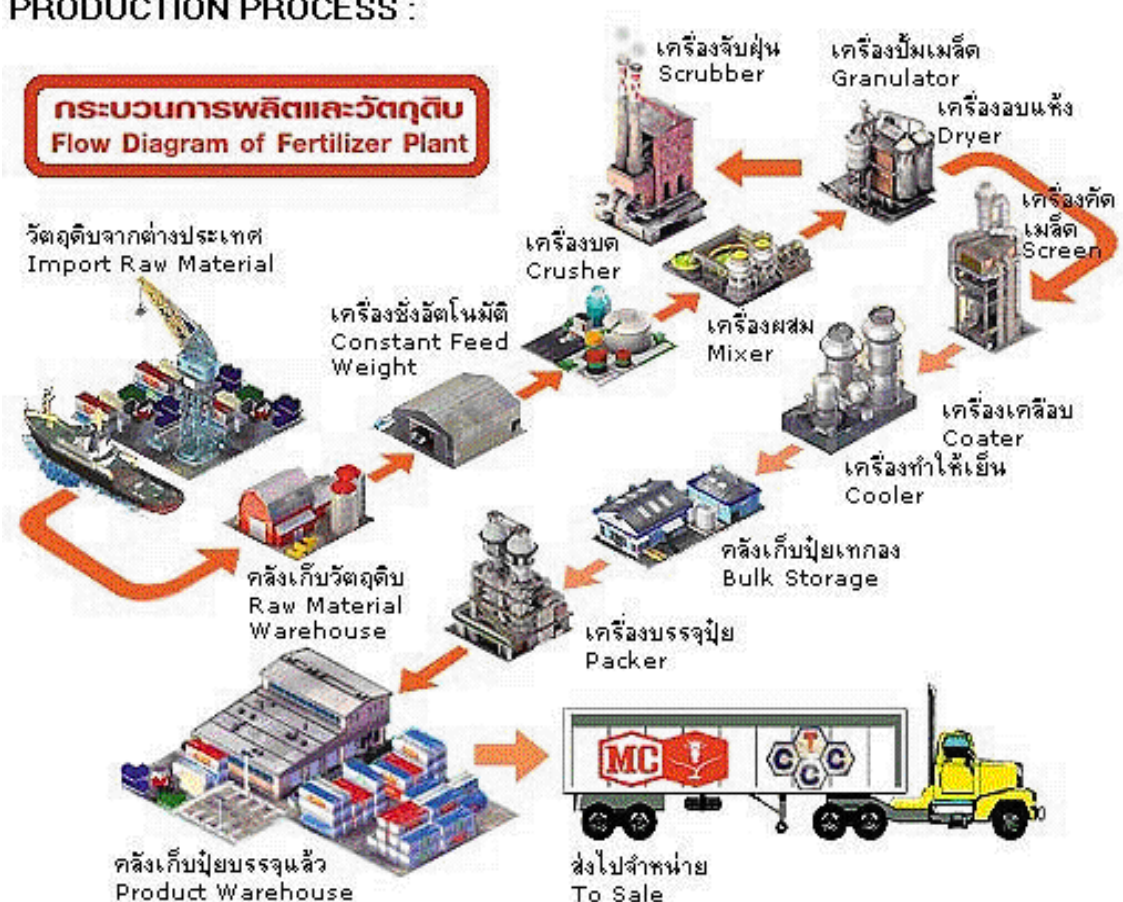 PRODUCTION PROCESS :
กระบวนการผลิตและวัตถุดิบ
Flow Diagram of Fertilizer Plant
วัตถุดิบจากต่างประเทศ
Import Raw Material
คลังเก็บวัตถุดิบ
Raw Material
Warehouse
เครื่องชั่งอัตโนมัติ
Constant Feed
Weight
เครื่องบด
Crusher
เครื่องผสม
Mixer
เครื่องจับฝุ่น
Scrubber
เครื่องปั้มเมล็ด
Granulator
เครื่องอบแห้ง
Dryer
เครื่องคัด
เมล็ด
Screen
เครื่องเคลือบ
Coater
เครื่องทำให้เย็น
Cooler
คลังเก็บปุ๋ยเทกอง
Bulk Storage
เครื่องบรรจุปุ๋ย
Packer
คลังเก็บปุ๋ยบรรจุแล้ว
Product Warehouse
MC
T
C C
C
ส่งไปจำหน่าย
To Sale